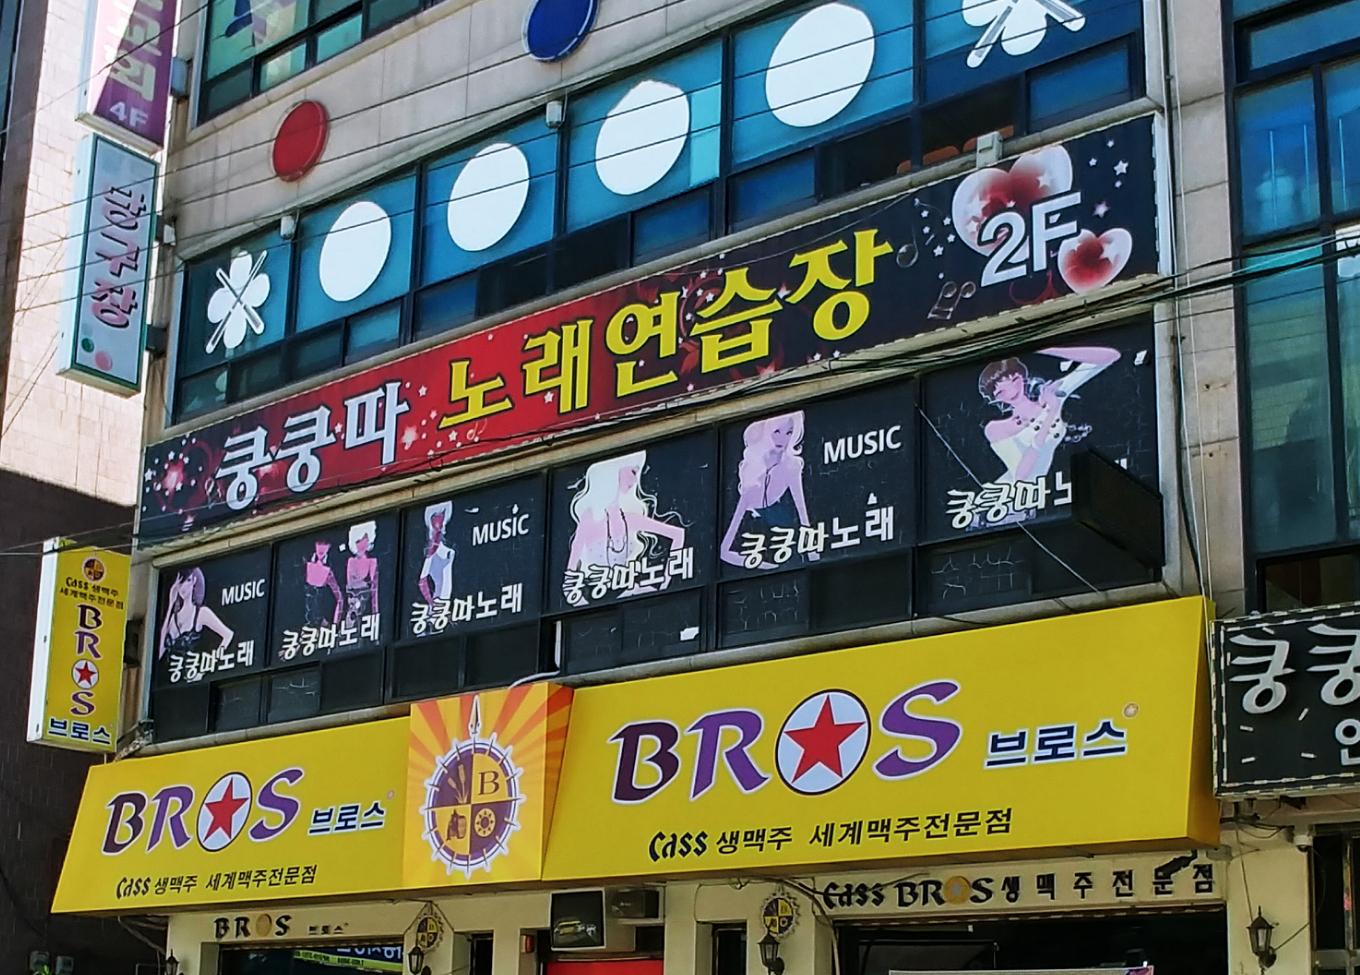 교회
4F
당구장
쿵쿵따 노래연습장 2F
MUSIC
쿵쿵따노래
쿵쿵따노래
MUSIC
쿵쿵따노래
쿵쿵따노래
MUSIC
쿵쿵따노래
쿵쿵따노
Cass 생맥주
세계맥주전문점
BROS
브로스
BROS 브로스
Cass 생맥주 세계맥주전문점
B
BROS 브로스
Cass 생맥주 세계맥주전문점
쿵
BROS 브로스
Cass BROS 생맥주전문점